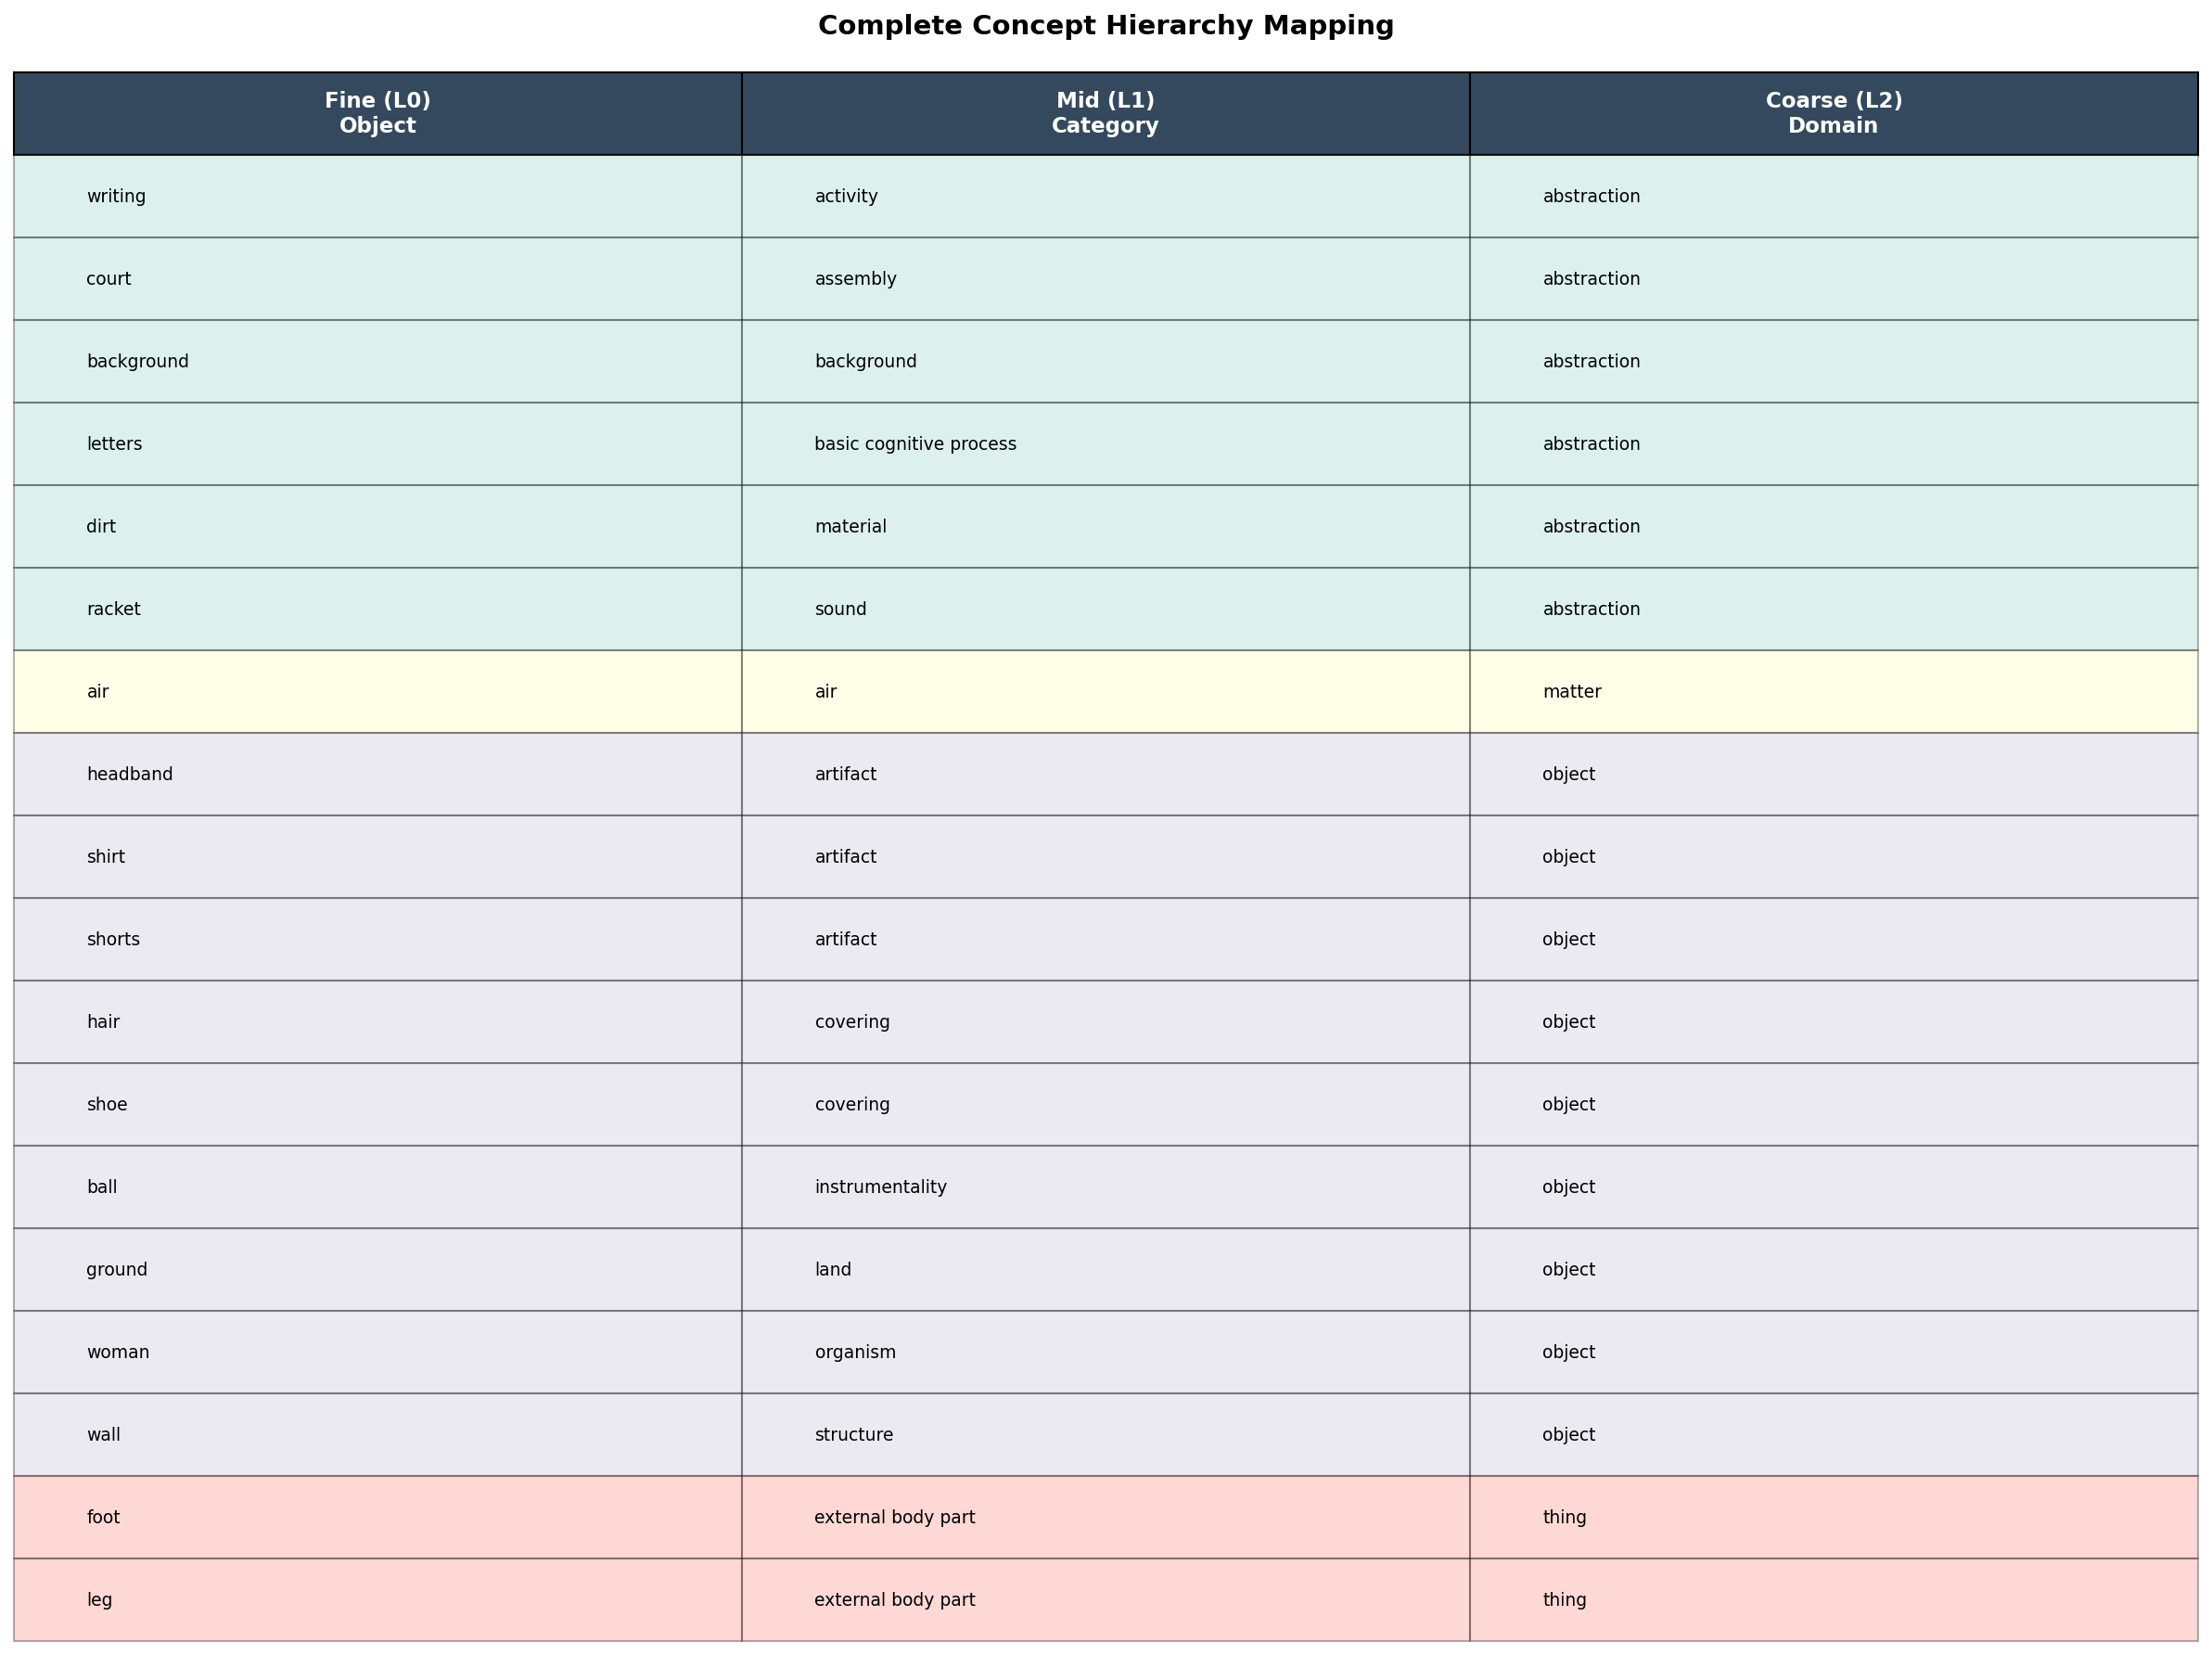 Complete Concept Hierarchy Mapping
Fine (L0) Object Mid (L1) Category Coarse (L2) Domain
writing activity abstraction
court assembly abstraction
background background abstraction
letters basic cognitive process abstraction
dirt material abstraction
racket sound abstraction
air air matter
headband artifact object
shirt artifact object
shorts artifact object
hair covering object
shoe covering object
ball instrumentality object
ground land object
woman organism object
wall structure object
foot external body part thing
leg external body part thing